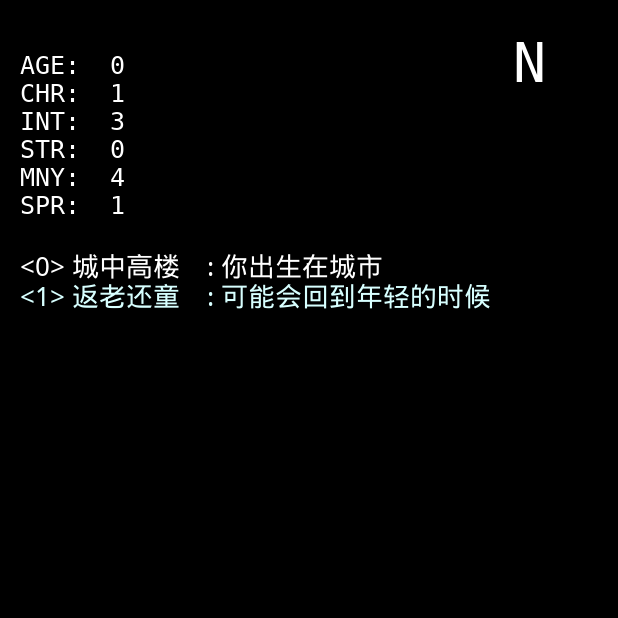 N
AGE: 0
CHR: 1
INT: 3
STR: 0
MNY: 4
SPR: 1
<0> 城中高楼 : 你出生在城市
<1> 返老还童 : 可能会回到年轻的时候